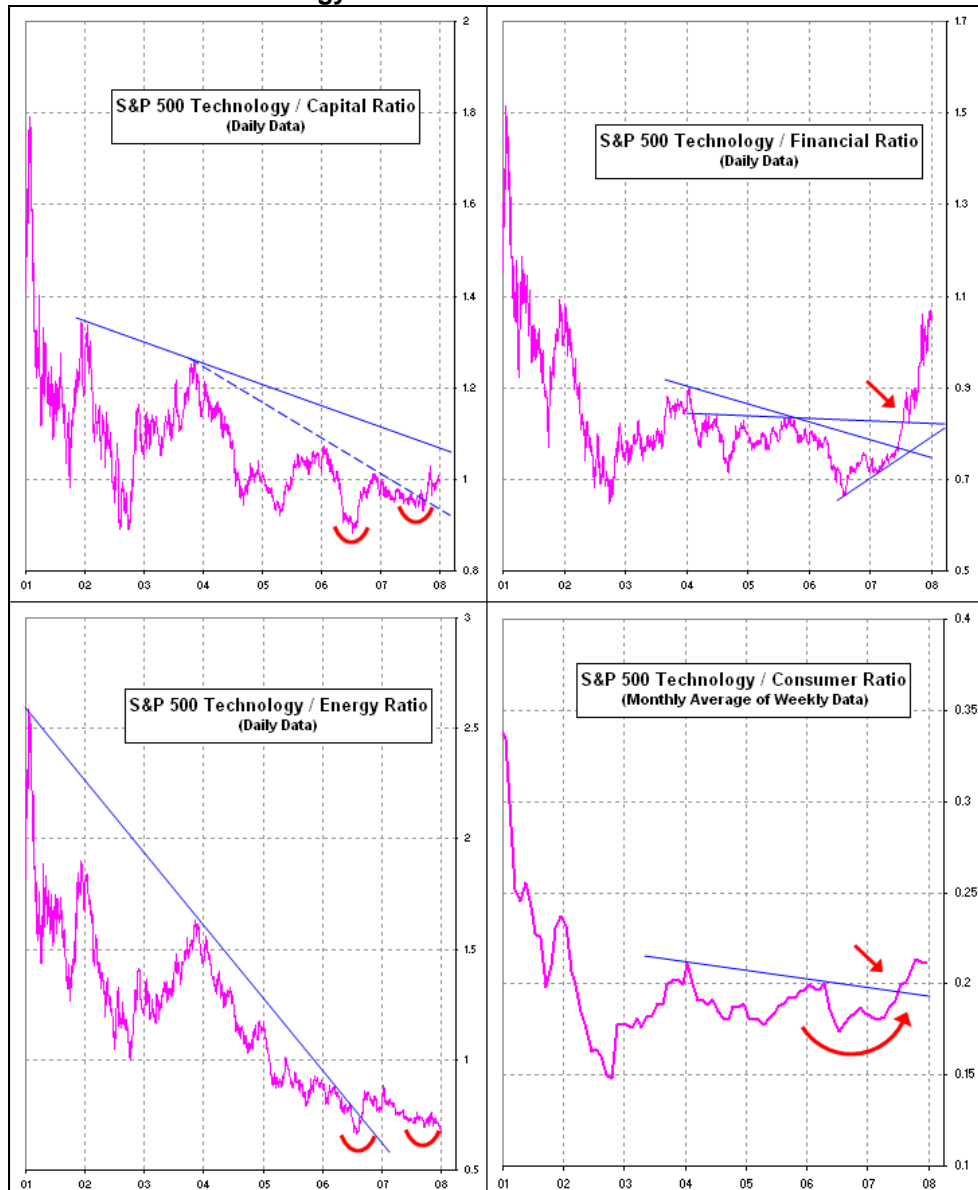 gy
2
1.8
1.6
1.4
1.2
1
0.8
S&P 500 Technology / Capital Ratio
(Daily Data)
01 02 03 04 05 06 07 08
1.7
1.5
1.3
1.1
0.9
0.7
0.5
S&P 500 Technology / Financial Ratio
(Daily Data)
01 02 03 04 05 06 07 08
3
2.5
2
1.5
1
0.5
S&P 500 Technology / Energy Ratio
(Daily Data)
01 02 03 04 05 06 07 08
0.4
0.35
0.3
0.25
0.2
0.15
0.1
S&P 500 Technology / Consumer Ratio
(Monthly Average of Weekly Data)
01 02 03 04 05 06 07 08